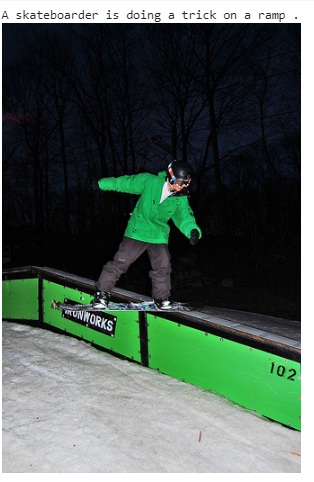 A skateboarder is doing a trick on a ramp .
IRONWORKS
102